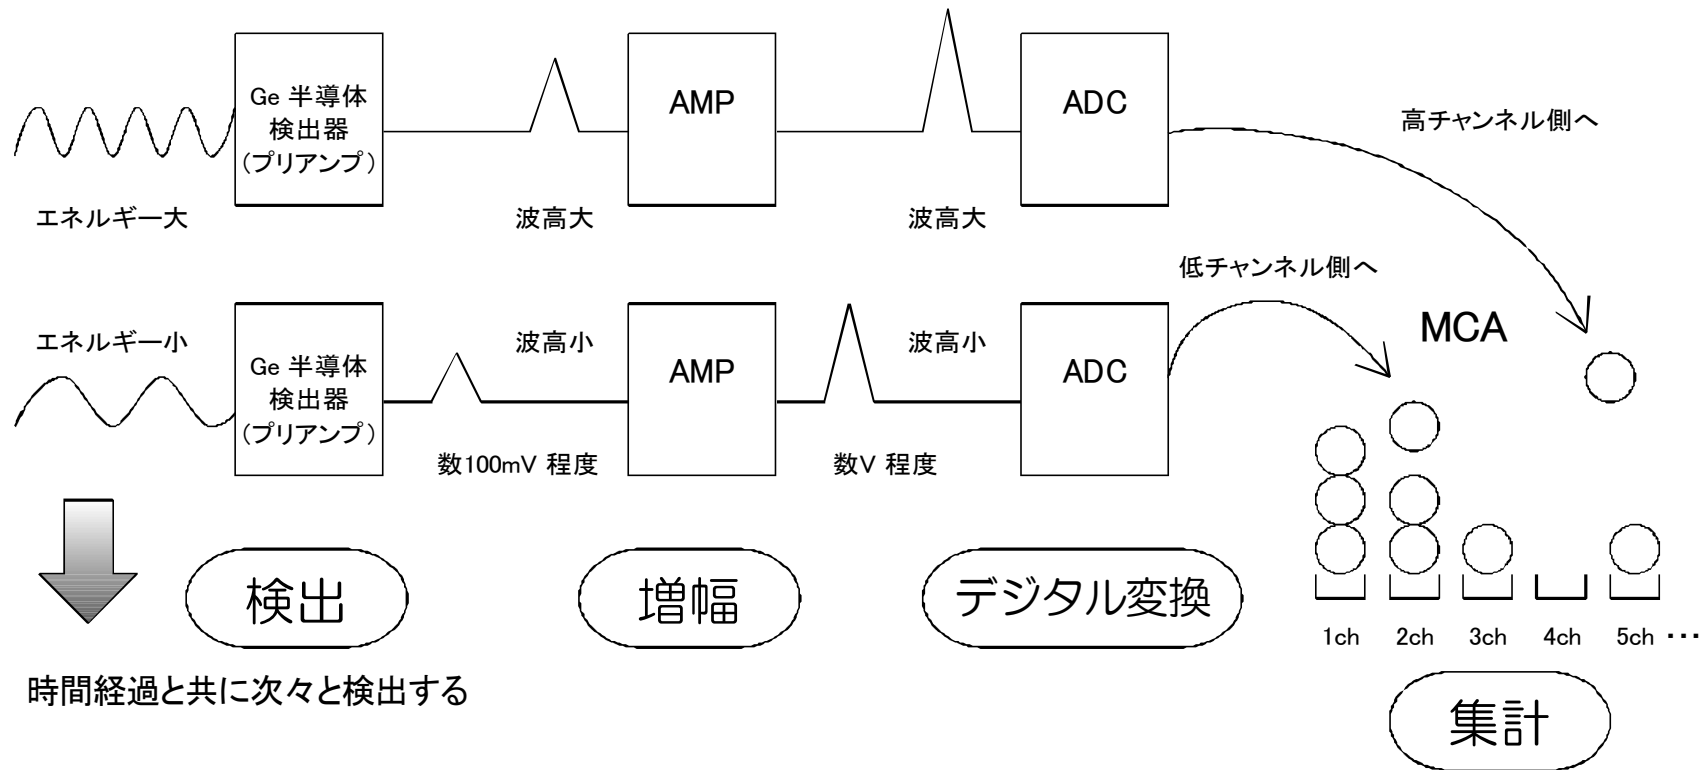 Ge 半導体
検出器
(プリアンプ)
AMP
ADC
高チャンネル側へ
エネルギー大
波高大
波高大
低チャンネル側へ
MCA
エネルギー小
Ge 半導体
検出器
(プリアンプ)
波高小
AMP
波高小
ADC
数100mV 程度
数V 程度
検出
増幅
デジタル変換
1ch 2ch 3ch 4ch 5ch ・・・
時間経過と共に次々と検出する
集計